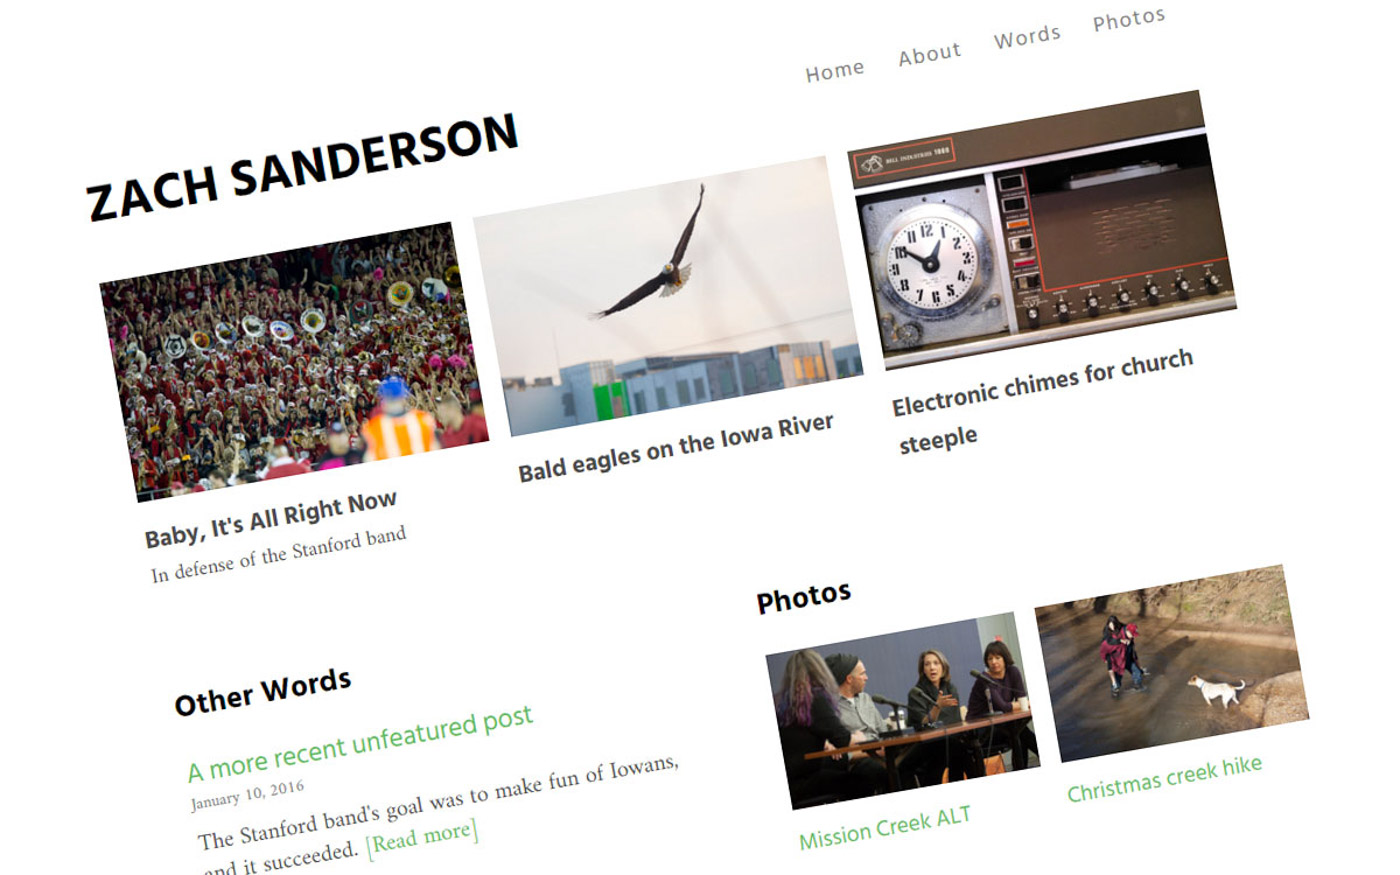 Home About Words Photos
ZACH SANDERSON
BELL INDUSTRIES 1000
Baby, It's All Right Now
In defense of the Stanford band
Bald eagles on the Iowa River
Electronic chimes for church
steeple
Other Words
A more recent unfeatured post
January 10, 2016
The Stanford band's goal was to make fun of Iowans,
and it succeeded. [Read more]
Photos
Mission Creek ALT
Christmas creek hike